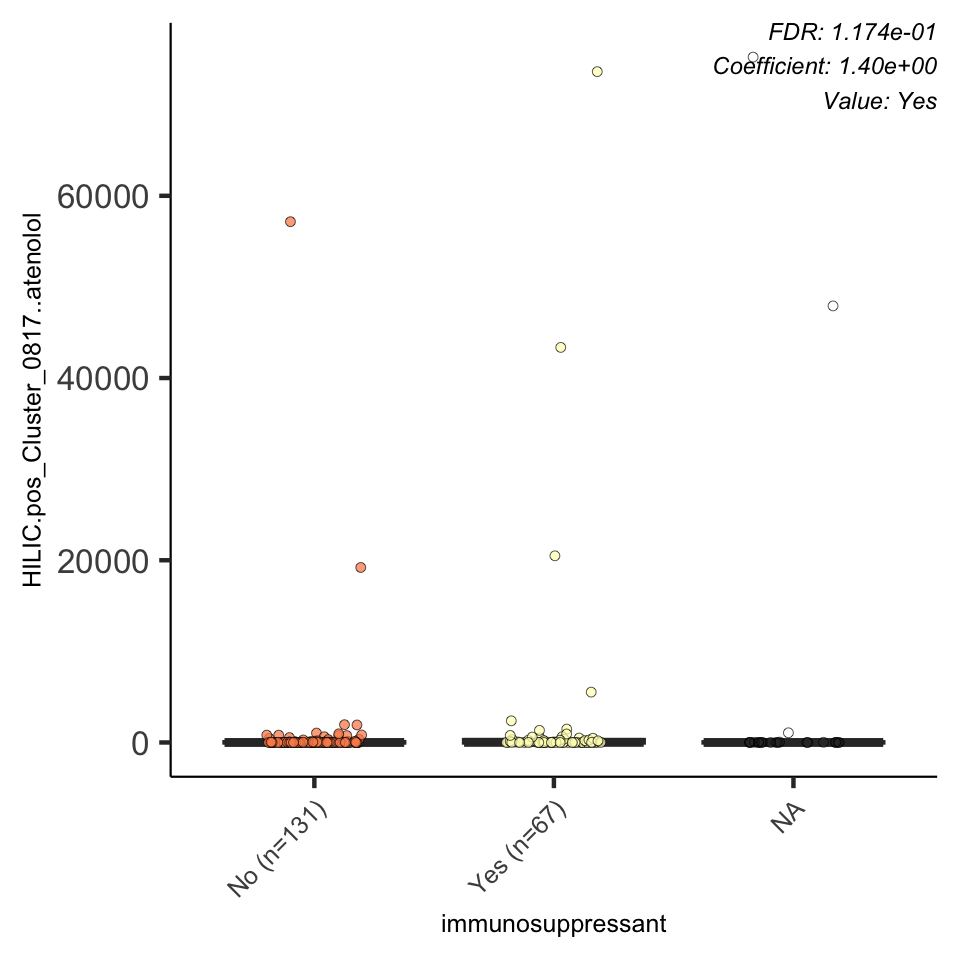 FDR: 1.174e-01
Coefficient: 1.40e+00
Value: Yes
HILIC.pos_Cluster_0817..atenolol
60000
40000
20000
0
No (n=131)
Yes (n=67)
NA
immunosuppressant